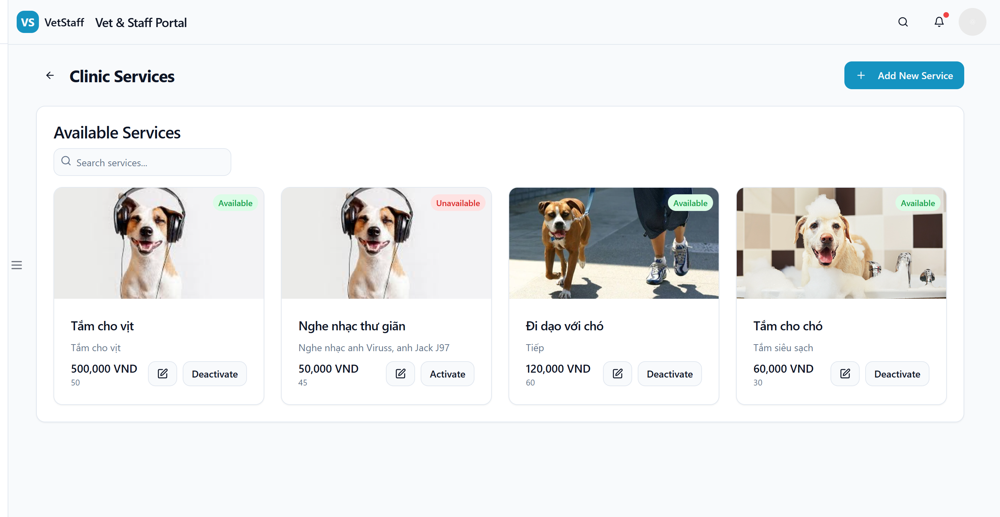 VS VetStaff Vet & Staff Portal
Clinic Services
Add New Service
Available Services
Search services...
Available
Tắm cho vịt
Tắm cho vịt
500,000 VND
50
Deactivate
Unavailable
Nghe nhạc thư giãn
Nghe nhạc anh Viruss, anh Jack J97
50,000 VND
45
Activate
Available
Đi dạo với chó
Tiếp
120,000 VND
60
Deactivate
Available
Tắm cho chó
Tắm siêu sạch
60,000 VND
30
Deactivate